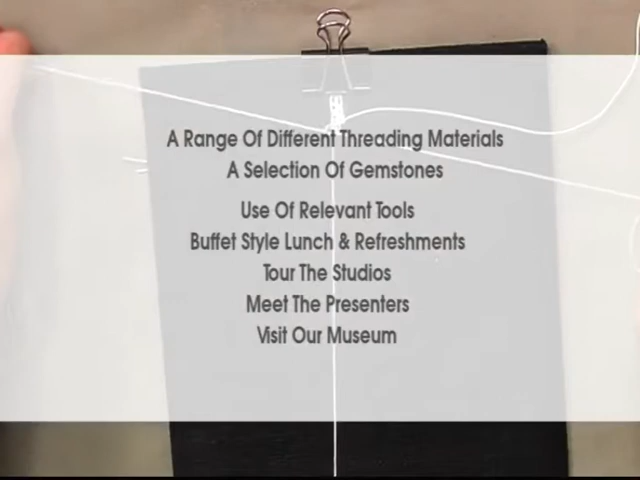 A Range Of Different Threading Materials
A Selection Of Gemstones
Use Of Relevant Tools
Buffet Style Lunch & Refreshments
Tour The Studios
Meet The Presenters
Visit Our Museum